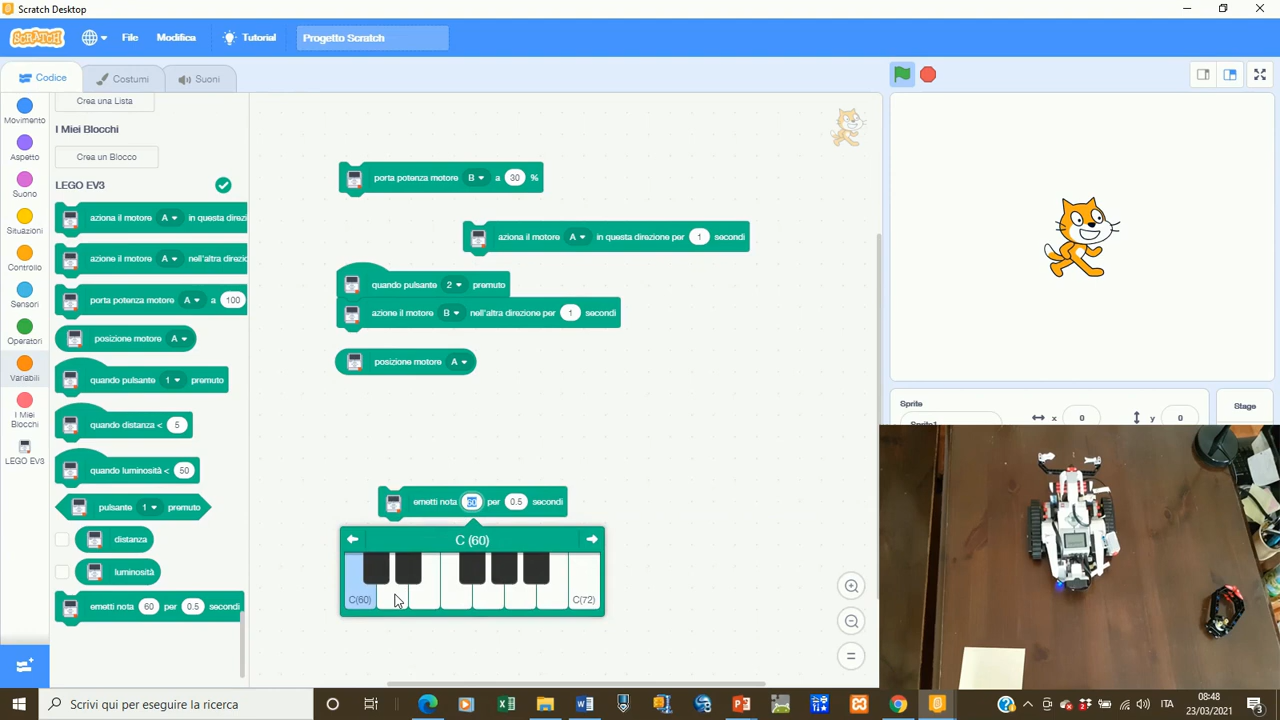 Scratch Desktop
SCRATCH File Modifica Tutorial Progetto Scratch
Codice Costumi Suoni
Movimento
Aspetto
Suono
Situazioni
Controllo
Sensori
Operatori
Variabili
I Miei
Blocchi
LEGO EV3
Crea una Lista
I Miei Blocchi
Crea un Blocco
LEGO EV3
aziona il motore A in questa direzi
azione il motore A nell'altra direzio
porta potenza motore A a 100
posizione motore A
quando pulsante 1 premuto
quando distanza < 5
quando luminosità < 50
pulsante 1 premuto
distanza
luminosità
emetti nota 60 per 0.5 secondi
porta potenza motore B a 30 %
aziona il motore A in questa direzione per 1 secondi
quando pulsante 2 premuto
azione il motore B nell'altra direzione per 1 secondi
posizione motore A
emetti nota 60 per 0.5 secondi
C (60)
C(60) C(72)
Sprite Stage
Sprite1 x 0 y 0
Scrivi qui per eseguire la ricerca
ITA
08:48
23/03/2021
3